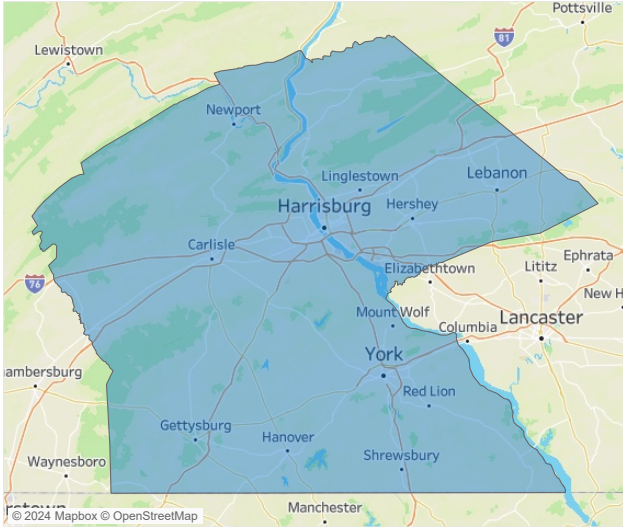 Pottsville
81
Lewistown
Newport
Linglestown
Lebanon
Harrisburg
Hershey
Carlisle
Elizabethtown
Ephrata
Lititz
76
New H
Mount Wolf
Lancaster
Columbia
York
ambersburg
Red Lion
Gettysburg
Hanover
Shrewsbury
Waynesboro
erstown
Manchester
© 2024 Mapbox © OpenStreetMap